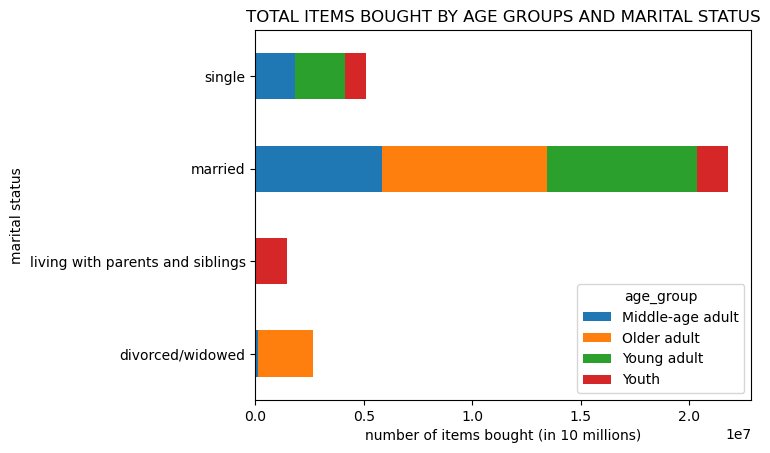 TOTAL ITEMS BOUGHT BY AGE GROUPS AND MARITAL STATUS
marital status
single
married
living with parents and siblings
divorced/widowed
age_group
Middle-age adult
Older adult
Young adult
Youth
0.0 0.5 1.0 1.5 2.0
1e7
number of items bought (in 10 millions)